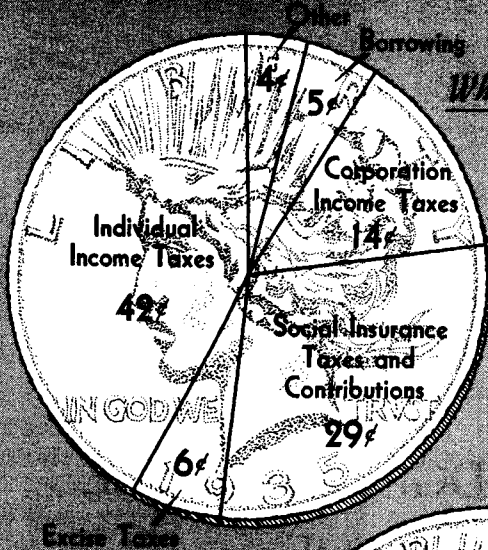 Other
4¢
Borrowing
5¢
Corporation
Income Taxes
14¢
Individual
Income Taxes
42¢
Social Insurance
Taxes and
Contributions
29¢
IN GOD WE
1935
6¢
Excise Taxes